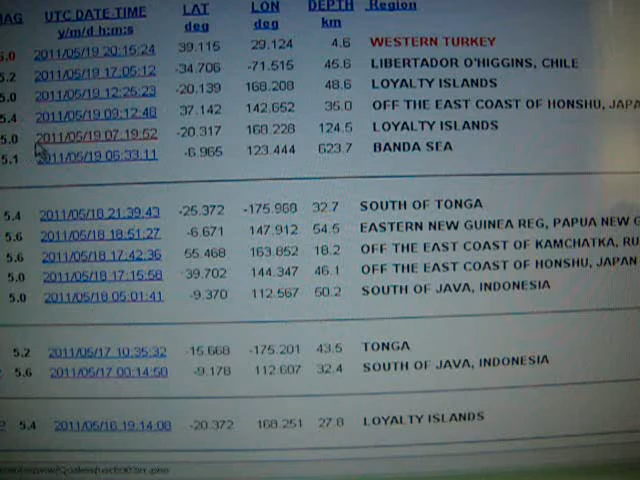 MAG UTC DATE-TIME y/m/d h:m:s LAT deg LON deg DEPTH km Region
2011/05/19 20:15:24 39.115 29.124 4.6 WESTERN TURKEY
5.2 2011/05/19 17:05:12 -34.706 -71.515 45.6 LIBERTADOR O'HIGGINS, CHILE
5.0 2011/05/19 12:25:23 -20.139 168.208 48.6 LOYALTY ISLANDS
5.4 2011/05/19 09:12:48 37.142 142.652 35.0 OFF THE EAST COAST OF HONSHU, JAPA
5.0 2011/05/19 07:19:52 -20.317 168.228 124.5 LOYALTY ISLANDS
5.1 2011/05/19 06:33:11 -6.965 123.444 623.7 BANDA SEA
5.4 2011/05/18 21:39:43 -25.372 -175.968 32.7 SOUTH OF TONGA
5.6 2011/05/18 18:51:27 -6.671 147.912 54.5 EASTERN NEW GUINEA REG, PAPUA NEW G
5.6 2011/05/18 17:42:36 55.468 163.852 18.2 OFF THE EAST COAST OF KAMCHATKA, RU
5.0 2011/05/18 17:15:58 39.702 144.347 46.1 OFF THE EAST COAST OF HONSHU, JAPAN
5.0 2011/05/18 05:01:41 -9.370 112.567 50.2 SOUTH OF JAVA, INDONESIA
5.2 2011/05/17 10:35:32 -15.668 -175.201 43.5 TONGA
5.6 2011/05/17 00:14:58 -9.178 112.607 32.4 SOUTH OF JAVA, INDONESIA
5.4 2011/05/16 19:14:08 -20.372 168.251 27.8 LOYALTY ISLANDS